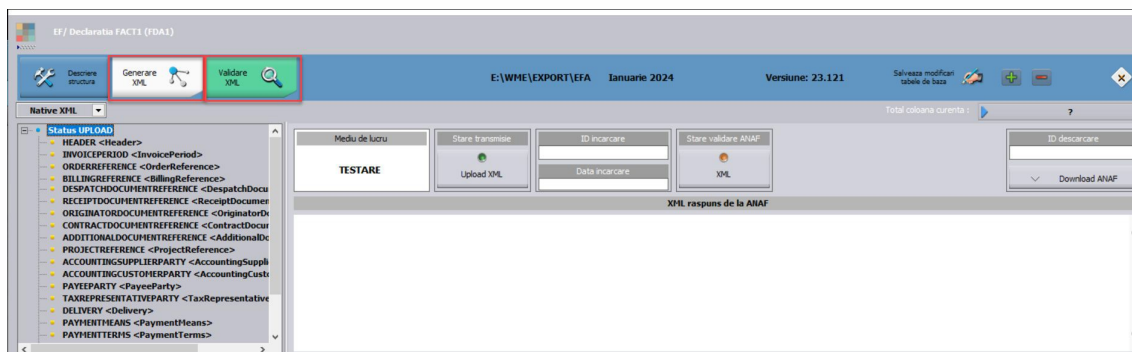 EF/ Declaratia FACT1 (FDA1)
Descriere structura
Generare XML
Validare XML
E:\WME\EXPORT\EFA Ianuarie 2024 Versiune: 23.121
Salveaza modificari tabele de baza
Native XML
Total coloana curenta : ?
Status UPLOAD
HEADER <Header>
INVOICEPERIOD <InvoicePeriod>
ORDERREFERENCE <OrderReference>
BILLINGREFERENCE <BillingReference>
DESPATCHDOCUMENTREFERENCE <DespatchDocu
RECEIPTDOCUMENTREFERENCE <ReceiptDocumen
ORIGINATORDOCUMENTREFERENCE <OriginatorDo
CONTRACTDOCUMENTREFERENCE <ContractDocur
ADDITIONALDOCUMENTREFERENCE <AdditionalDo
PROJECTREFERENCE <ProjectReference>
ACCOUNTINGSUPPLIERPARTY <AccountingSuppli
ACCOUNTINGCUSTOMERPARTY <AccountingCusto
PAYEEPARTY <PayeeParty>
TAXREPRESENTATIVEPARTY <TaxRepresentative
DELIVERY <Delivery>
PAYMENTMEANS <PaymentMeans>
PAYMENTTERMS <PaymentTerms>
Mediu de lucru
TESTARE
Stare transmisie
Upload XML
ID incarcare
Data incarcare
Stare validare ANAF
XML
ID descarcare
Download ANAF
XML raspuns de la ANAF